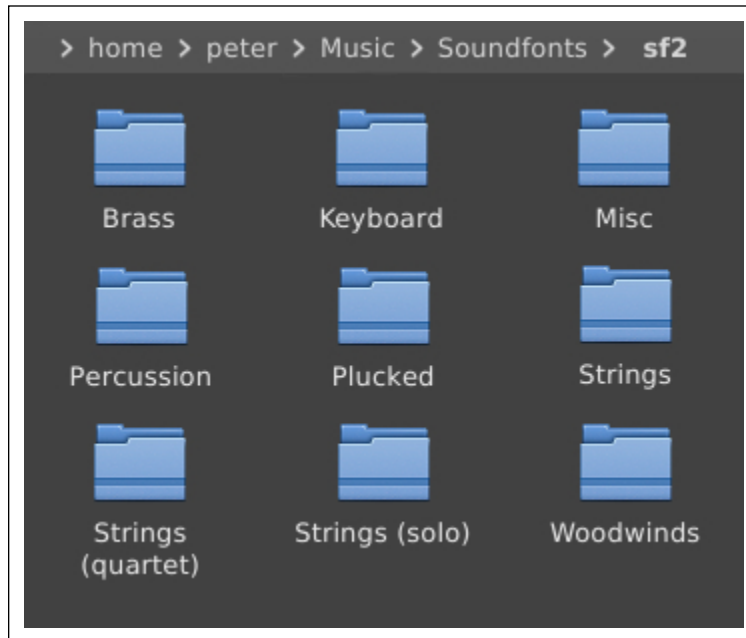 > home > peter > Music > Soundfonts > sf2
Brass Keyboard Misc
Percussion Plucked Strings
Strings (quartet) Strings (solo) Woodwinds